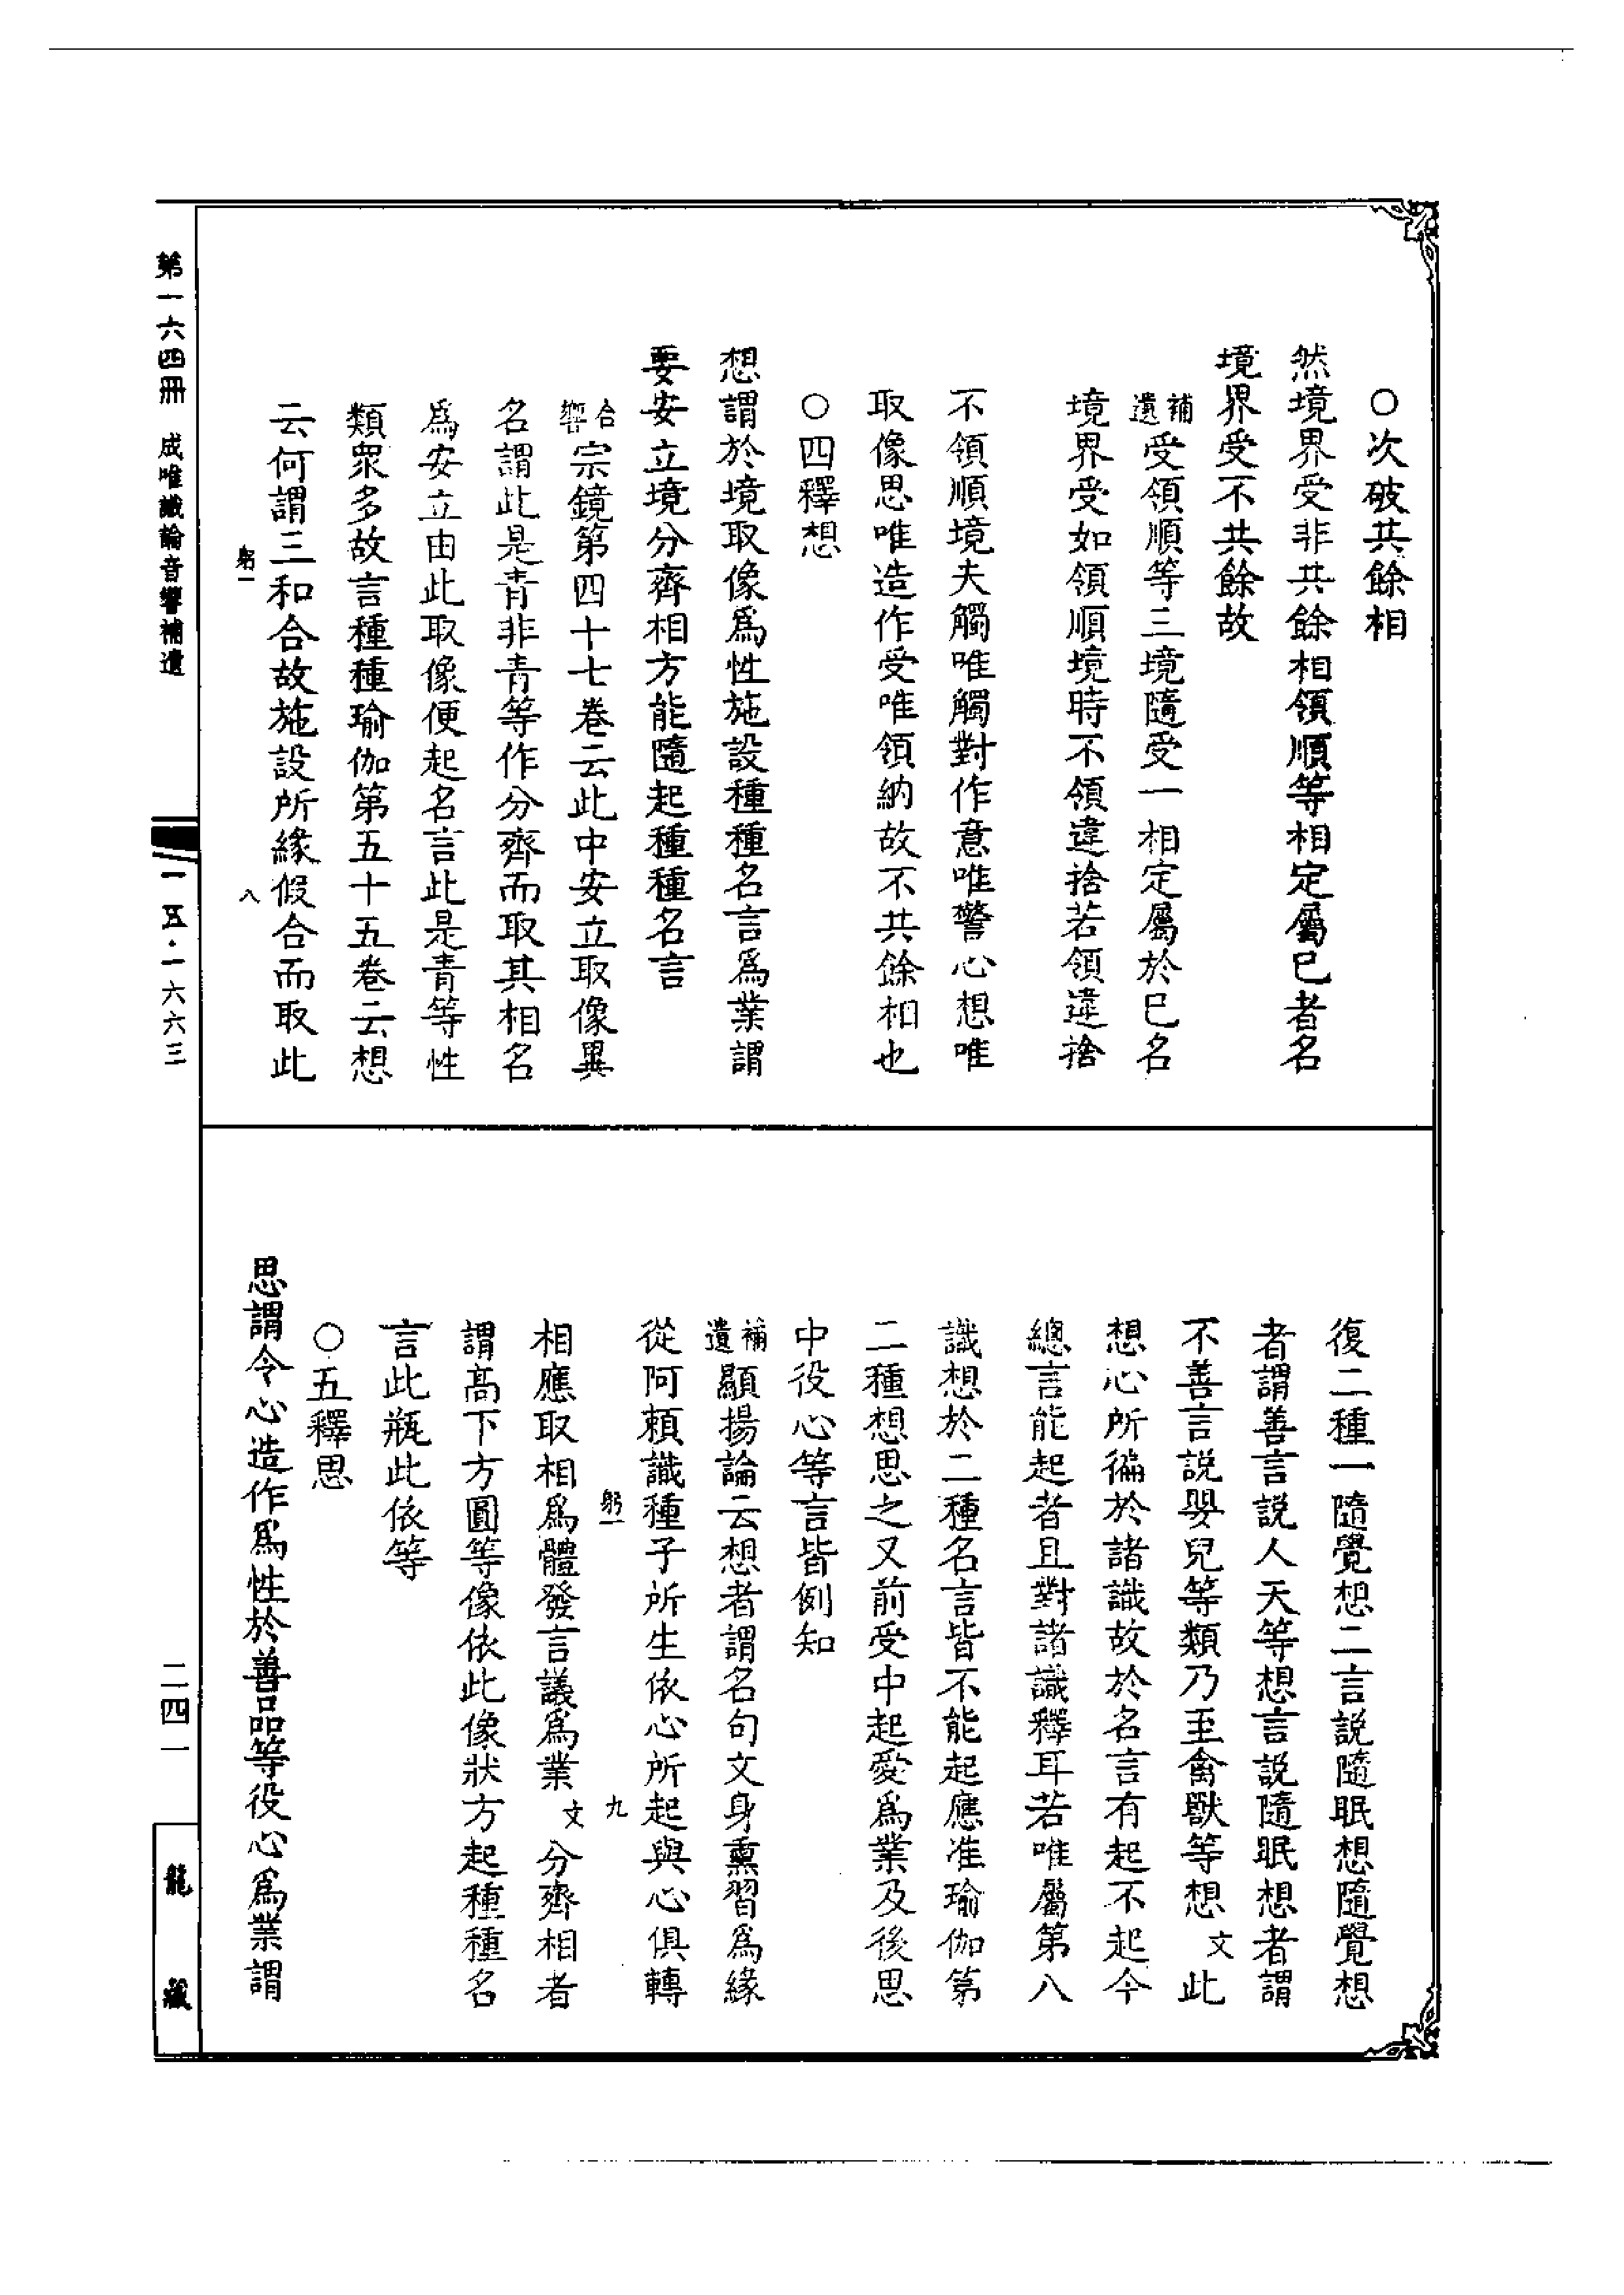 ○次破共餘相
然境界受非共餘相領順等相定屬已者名
境界受不共餘故
補遺受領順等三境隨受一相定屬於已名
境界受如領順境時不領違捨若領違捨
不領順境夫觸唯觸對作意唯警心想唯
取像思唯造作受唯領納故不共餘相也
○四釋想
想謂於境取像爲性施設種種名言爲業謂
要安立境分齊相方能隨起種種名言
合響宗鏡第四十七卷云此中安立取像異
名謂此是青非青等作分齊而取其相名
爲安立由此取像便起名言此是青等性
類衆多故言種種瑜伽第五十五卷云想
云何謂三和合故施設所緣假合而取此
躬一 八
第一六四册 成唯識論音響補遺 一一五·一六六三
復二種一隨覺想二言説隨眠想隨覺想
者謂善言説人天等想言説隨眠想者謂
不善言説嬰兒等類乃至禽獸等想文此
想心所徧於諸識故於名言有起不起今
總言能起者且對諸識釋耳若唯屬第八
識想於二種名言皆不能起應准瑜伽第
二種想思之又前受中起愛爲業及後思
中役心等言皆例知
補遺顯揚論云想者謂名句文身熏習爲緣
從阿賴識種子所生依心所起與心俱轉
躬一 九
相應取相爲體發言議爲業文分齊相者
謂高下方圓等像依此像狀方起種種名
言此瓶此依等
○五釋思
思謂令心造作爲性於善品等役心爲業謂
二四一 龍藏